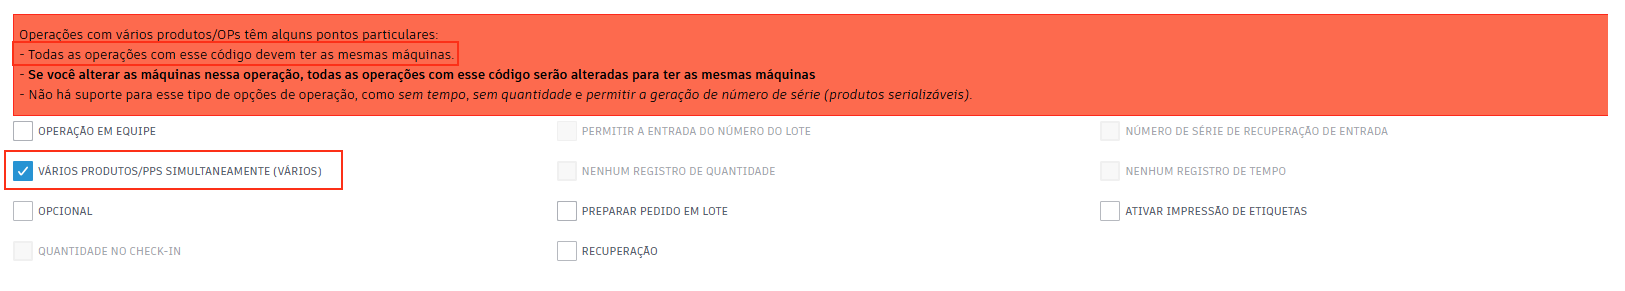 Operações com vários produtos/OPs têm alguns pontos particulares:
- Todas as operações com esse código devem ter as mesmas máquinas.
- Se você alterar as máquinas nessa operação, todas as operações com esse código serão alteradas para ter as mesmas máquinas
- Não há suporte para esse tipo de opções de operação, como sem tempo, sem quantidade e permitir a geração de número de série (produtos serializáveis).
OPERAÇÃO EM EQUIPE
PERMITIR A ENTRADA DO NÚMERO DO LOTE
NÚMERO DE SÉRIE DE RECUPERAÇÃO DE ENTRADA
VÁRIOS PRODUTOS/PPS SIMULTANEAMENTE (VÁRIOS)
NENHUM REGISTRO DE QUANTIDADE
NENHUM REGISTRO DE TEMPO
OPCIONAL
PREPARAR PEDIDO EM LOTE
ATIVAR IMPRESSÃO DE ETIQUETAS
QUANTIDADE NO CHECK-IN
RECUPERAÇÃO